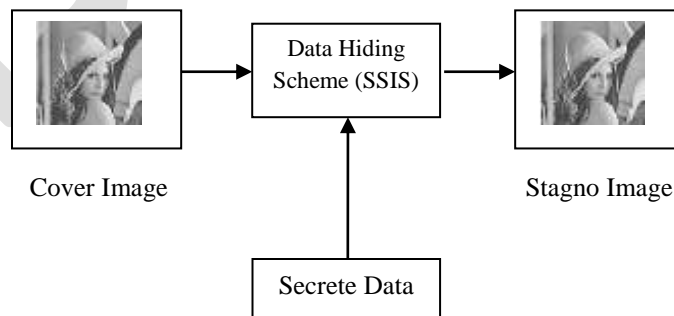 Data Hiding
Scheme (SSIS)
Cover Image
Stagno Image
Secrete Data